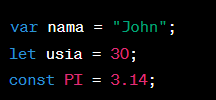 var nama = "John";
let usia = 30;
const PI = 3.14;